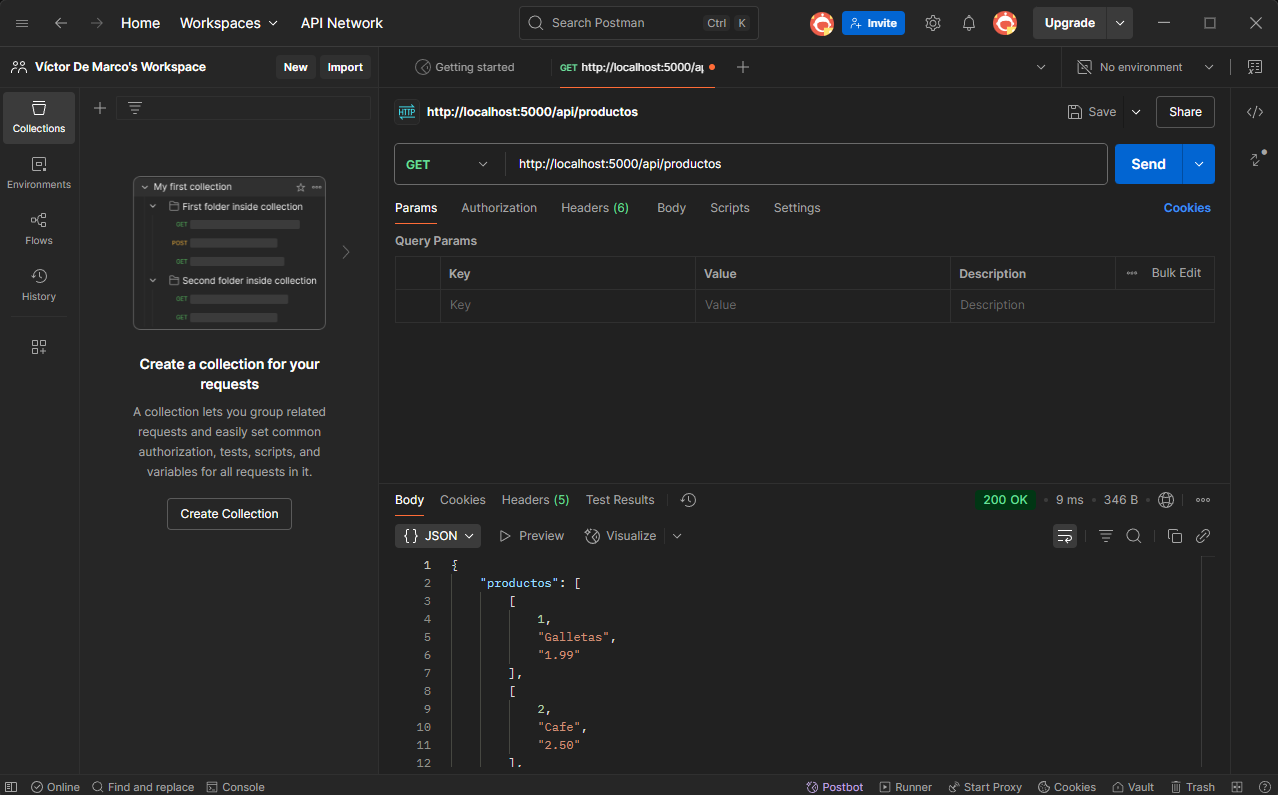 Home
Workspaces
API Network
Search Postman
Ctrl K
Invite
Upgrade
Víctor De Marco's Workspace
New
Import
Getting started
GET http://localhost:5000/ap
No environment
Collections
Environments
Flows
History
My first collection
First folder inside collection
GET
POST
GET
Second folder inside collection
GET
GET
Create a collection for your
requests
A collection lets you group related
requests and easily set common
authorization, tests, scripts, and
variables for all requests in it.
Create Collection
HTTP
http://localhost:5000/api/productos
Save
Share
GET
http://localhost:5000/api/productos
Send
Params
Authorization
Headers (6)
Body
Scripts
Settings
Cookies
Query Params
Key
Value
Description
Bulk Edit
Key
Value
Description
Body
Cookies
Headers (5)
Test Results
200 OK
9 ms
346 B
{} JSON
Preview
Visualize
1 {
2 "productos": [
3 [
4 1,
5 "Galletas",
6 "1.99"
7 ],
8 [
9 2,
10 "Cafe",
11 "2.50"
12 ],
Online
Find and replace
Console
Postbot
Runner
Start Proxy
Cookies
Vault
Trash